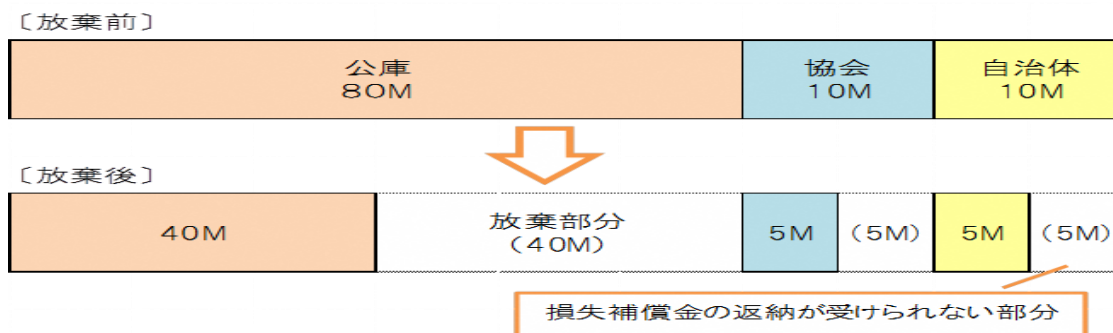 〔放棄前〕
公庫
80M
協会
10M
自治体
10M
〔放棄後〕
40M
放棄部分
(40M)
5M
(5M)
5M
(5M)
損失補償金の返納が受けられない部分